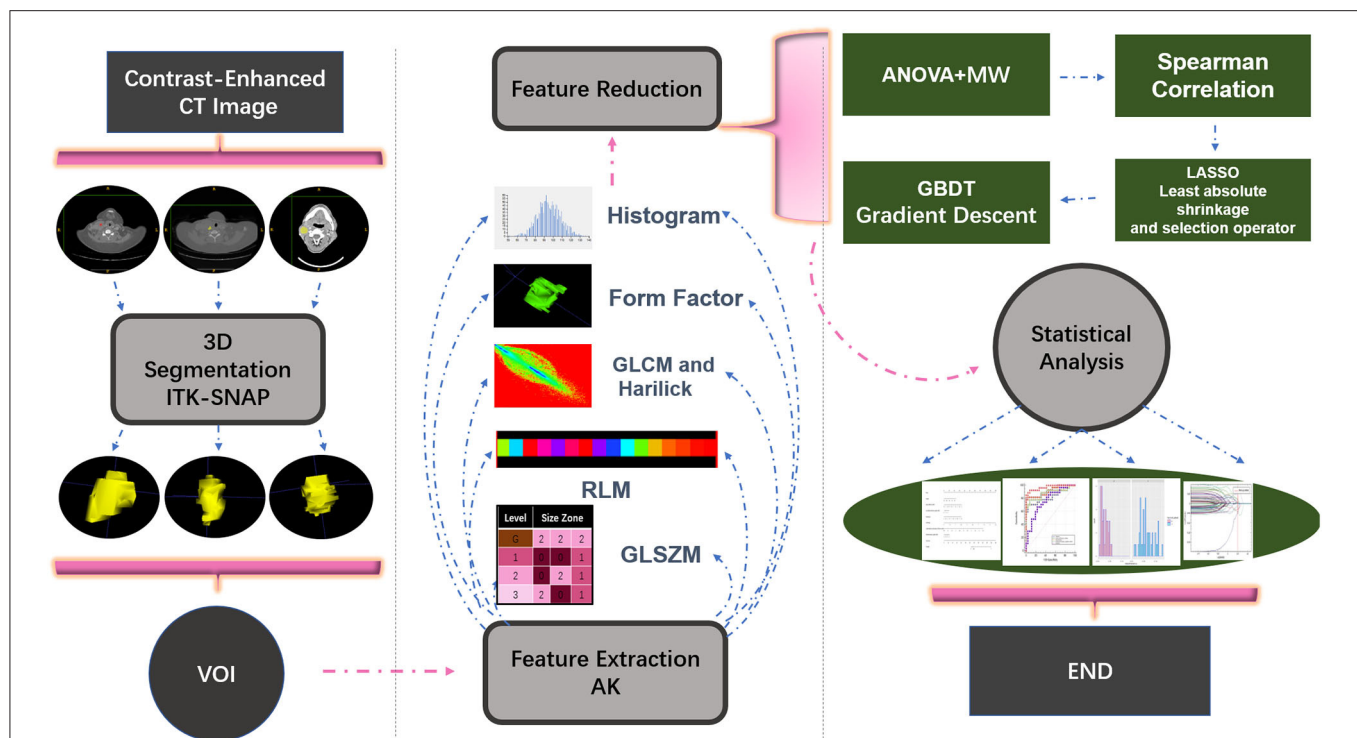 Contrast-Enhanced
CT Image
3D
Segmentation
ITK-SNAP
VOI
Feature Reduction
Histogram
Form Factor
GLCM and
Harilick
RLM
Level Size Zone
G 2 2 2
1 0 0 1
2 0 2 1
3 2 0 1
GLSZM
Feature Extraction
AK
ANOVA+MW
Spearman
Correlation
LASSO
Least absolute
shrinkage
and selection operator
GBDT
Gradient Descent
Statistical
Analysis
END